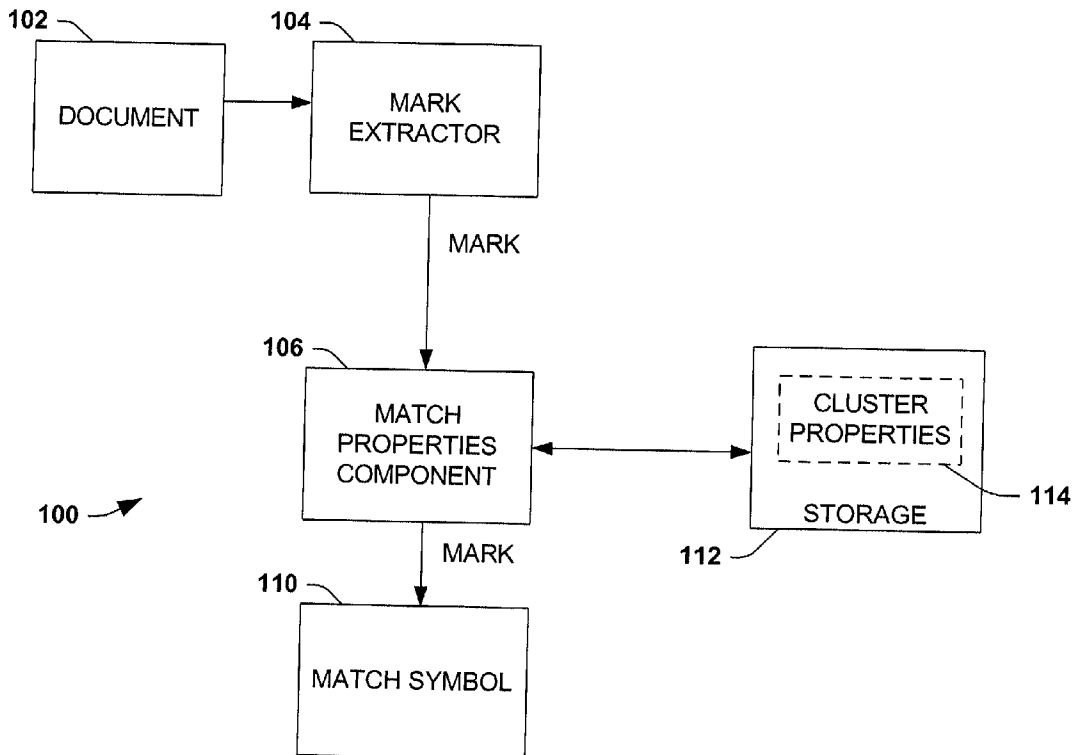 102
104
DOCUMENT
MARK
EXTRACTOR
MARK
106
MATCH
PROPERTIES
COMPONENT
CLUSTER
PROPERTIES
114
STORAGE
112
100
MARK
110
MATCH SYMBOL